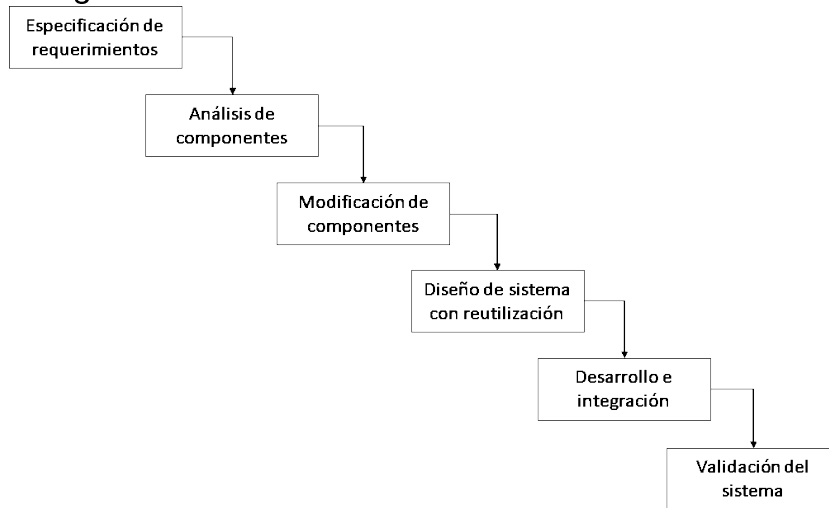 Especificación de
requerimientos
Análisis de
componentes
Modificación de
componentes
Diseño de sistema
con reutilización
Desarrollo e
integración
Validación del
sistema